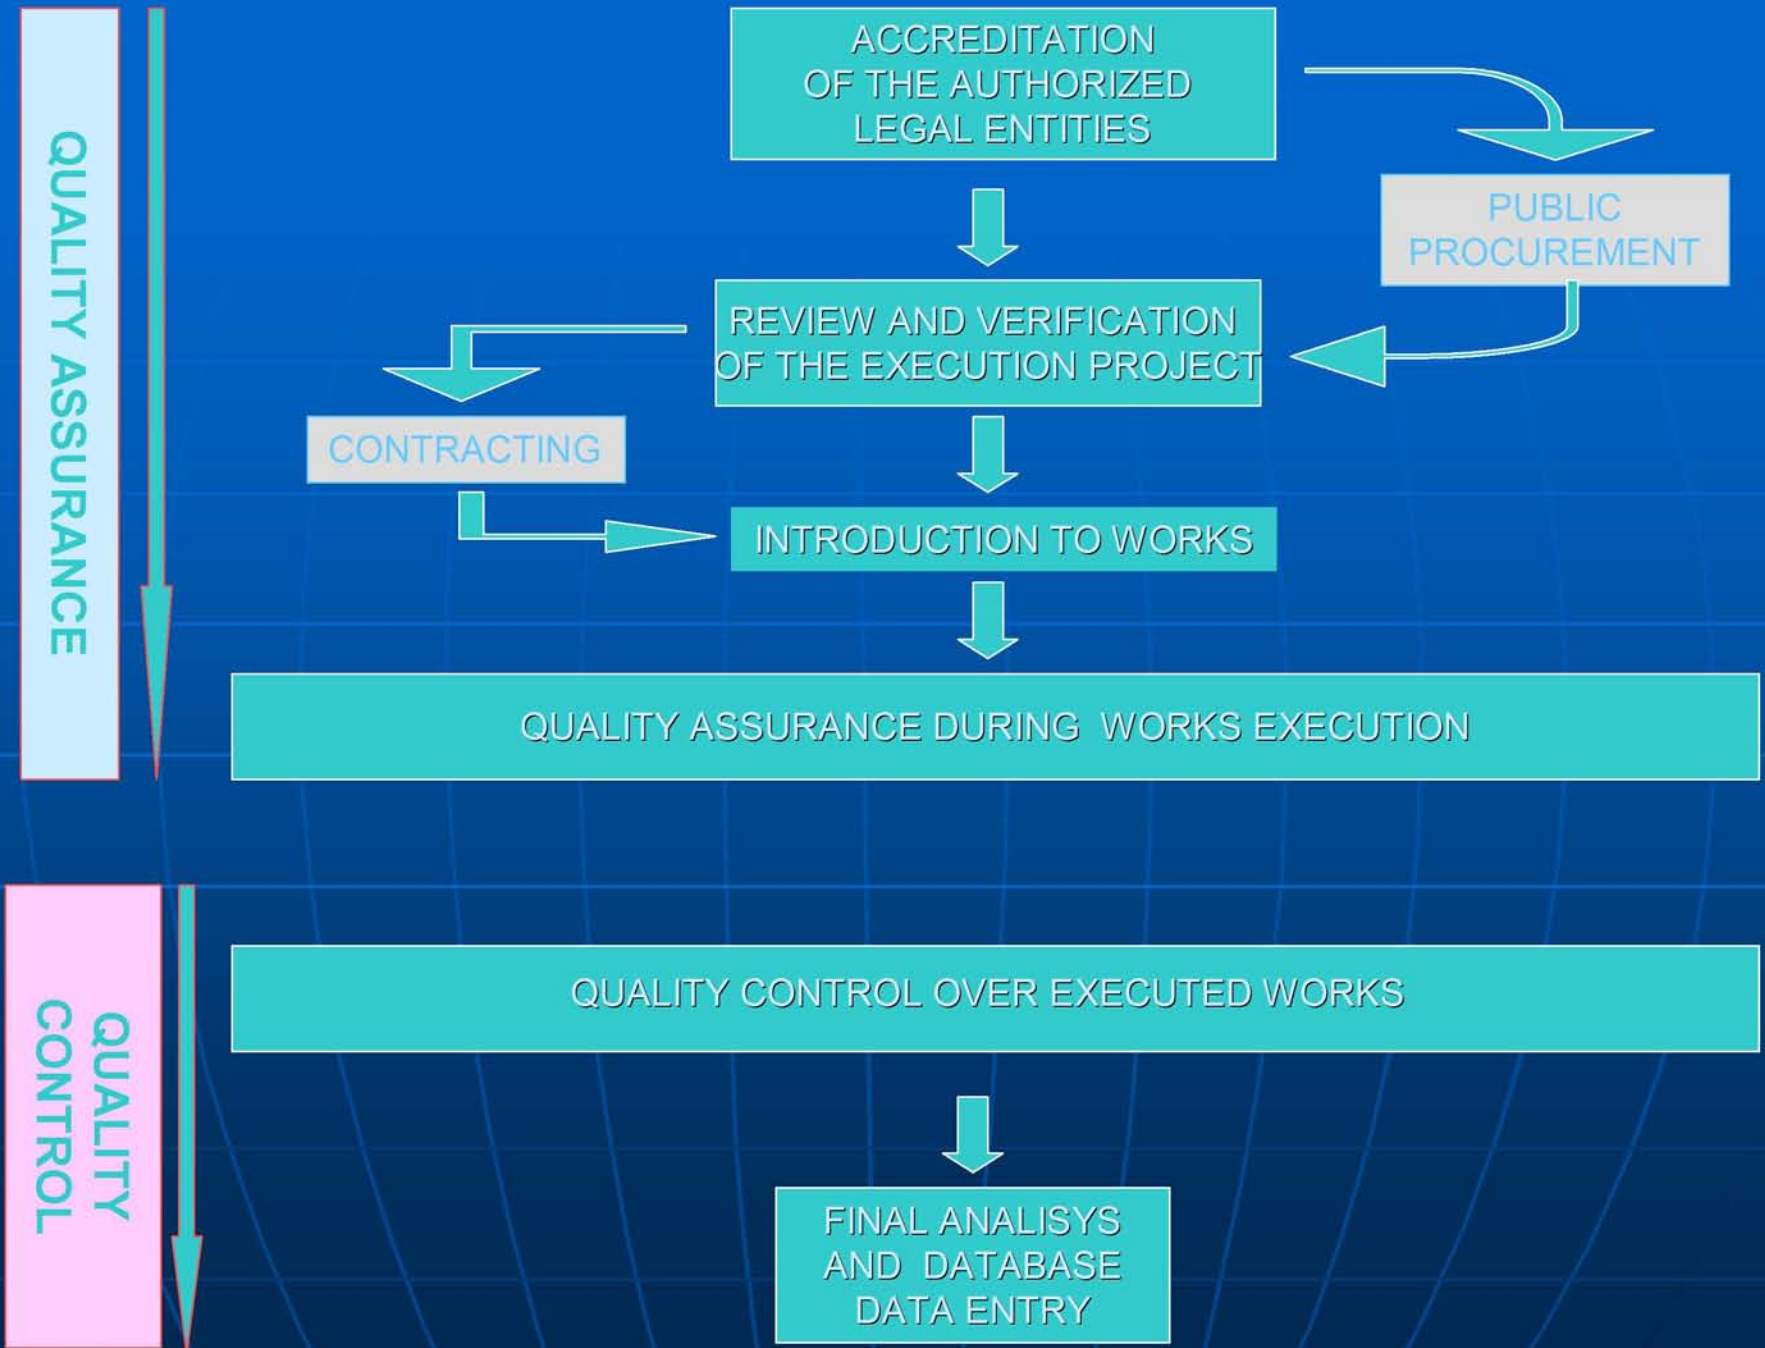 QUALITY ASSURANCE
ACCREDITATION
OF THE AUTHORIZED
LEGAL ENTITIES
PUBLIC
PROCUREMENT
REVIEW AND VERIFICATION
OF THE EXECUTION PROJECT
CONTRACTING
INTRODUCTION TO WORKS
QUALITY ASSURANCE DURING  WORKS EXECUTION
QUALITY
CONTROL
QUALITY CONTROL OVER EXECUTED WORKS
FINAL ANALISYS
AND  DATABASE
DATA ENTRY